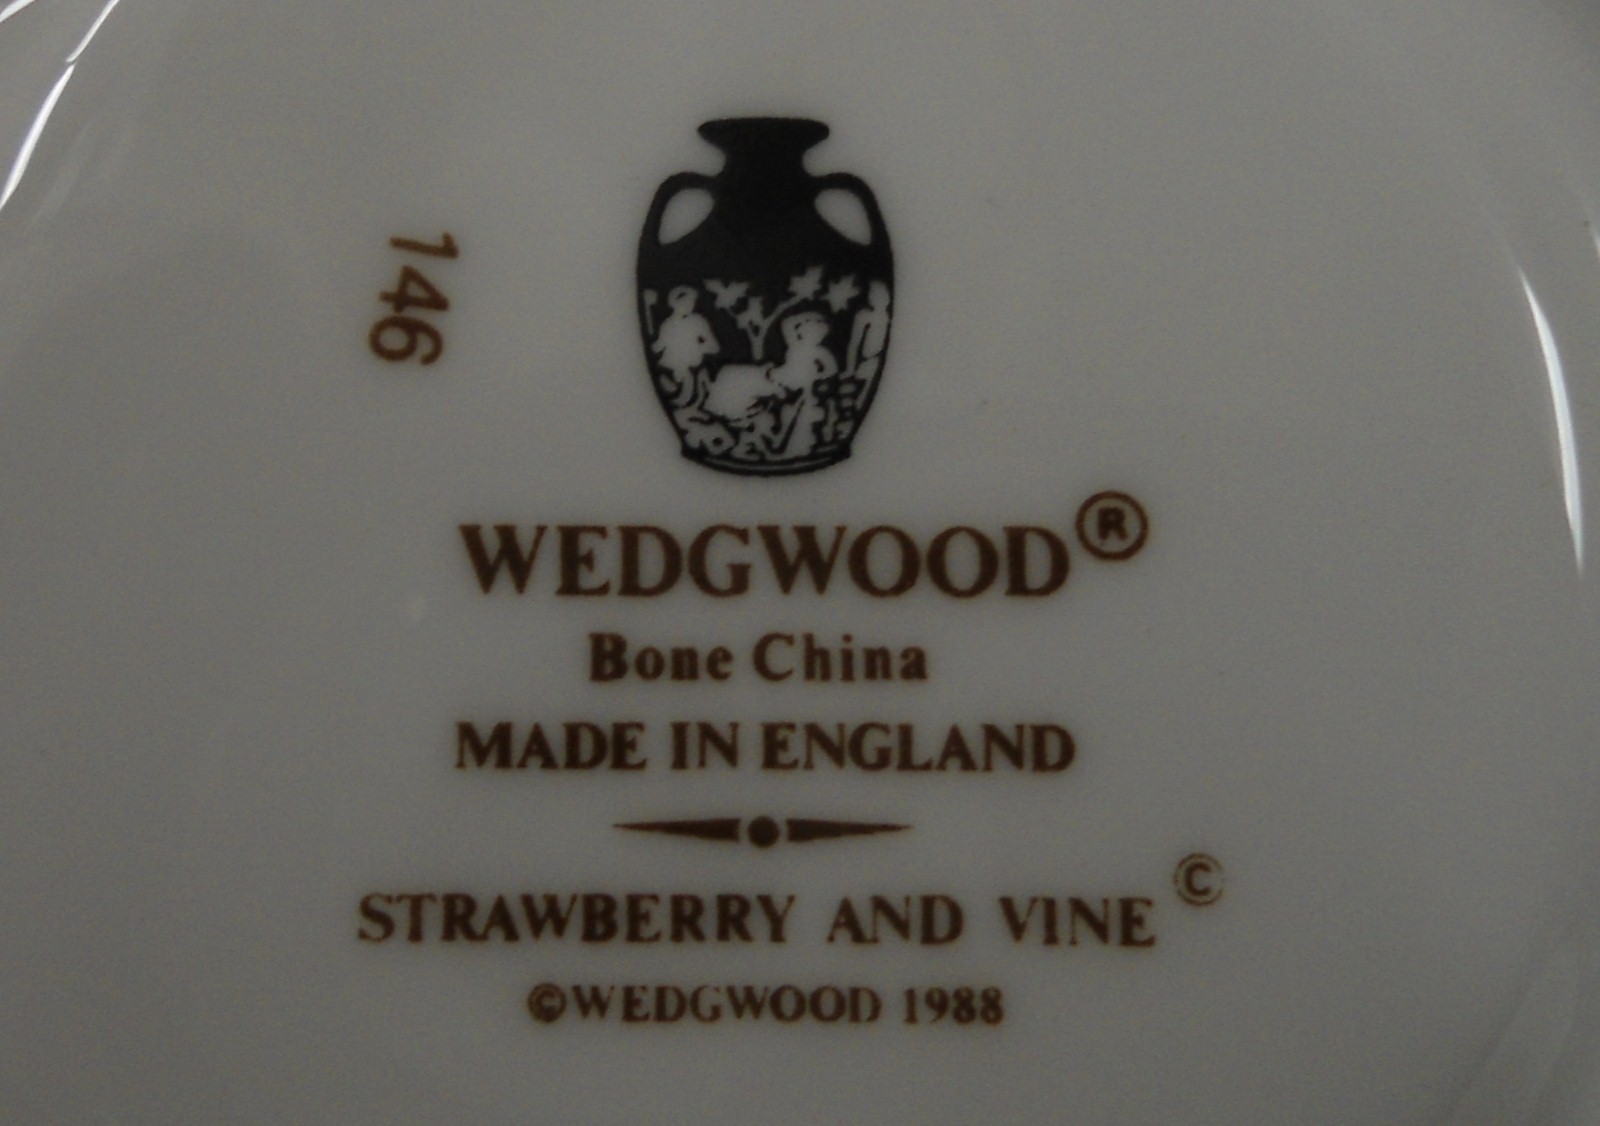 146
WEDGWOOD®
Bone China
MADE IN ENGLAND
STRAWBERRY AND VINE ©
©WEDGWOOD 1988